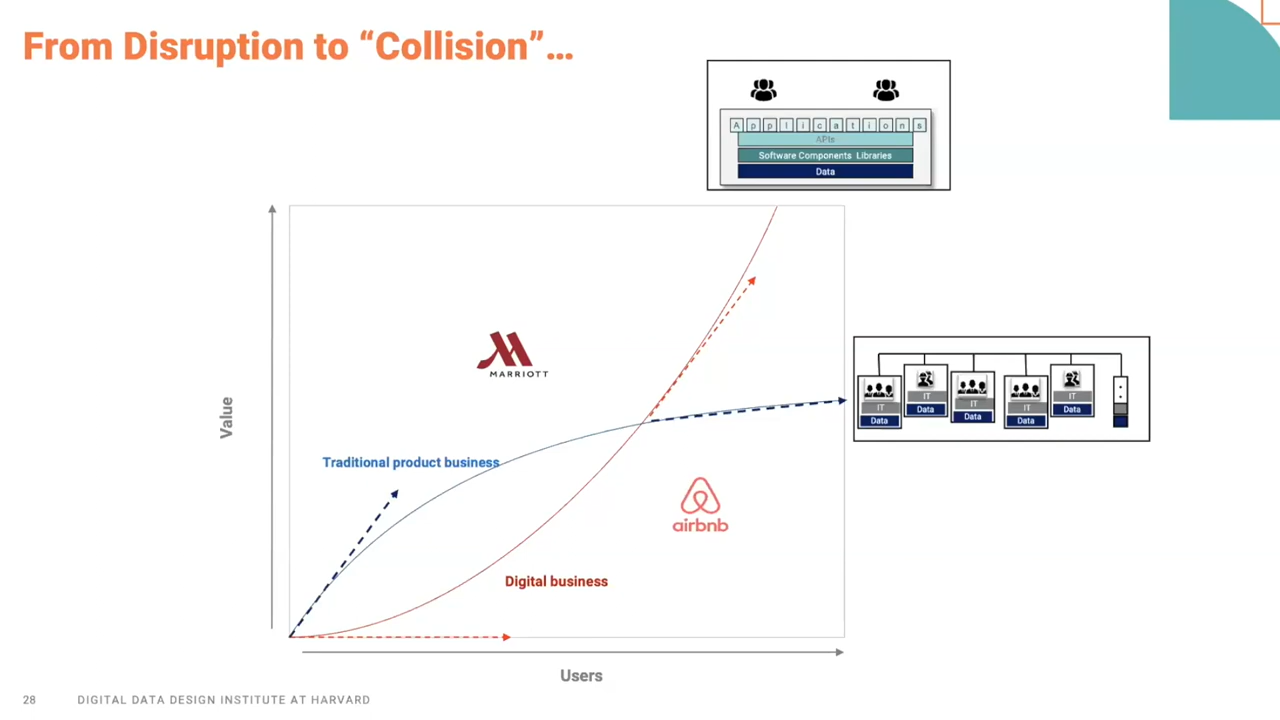 From Disruption to “Collision”…
Applications
APIs
Software Components Libraries
Data
MARRIOTT
IT
Data
IT
Data
IT
Data
IT
Data
IT
Data
Value
Traditional product business
airbnb
Digital business
Users
28 DIGITAL DATA DESIGN INSTITUTE AT HARVARD